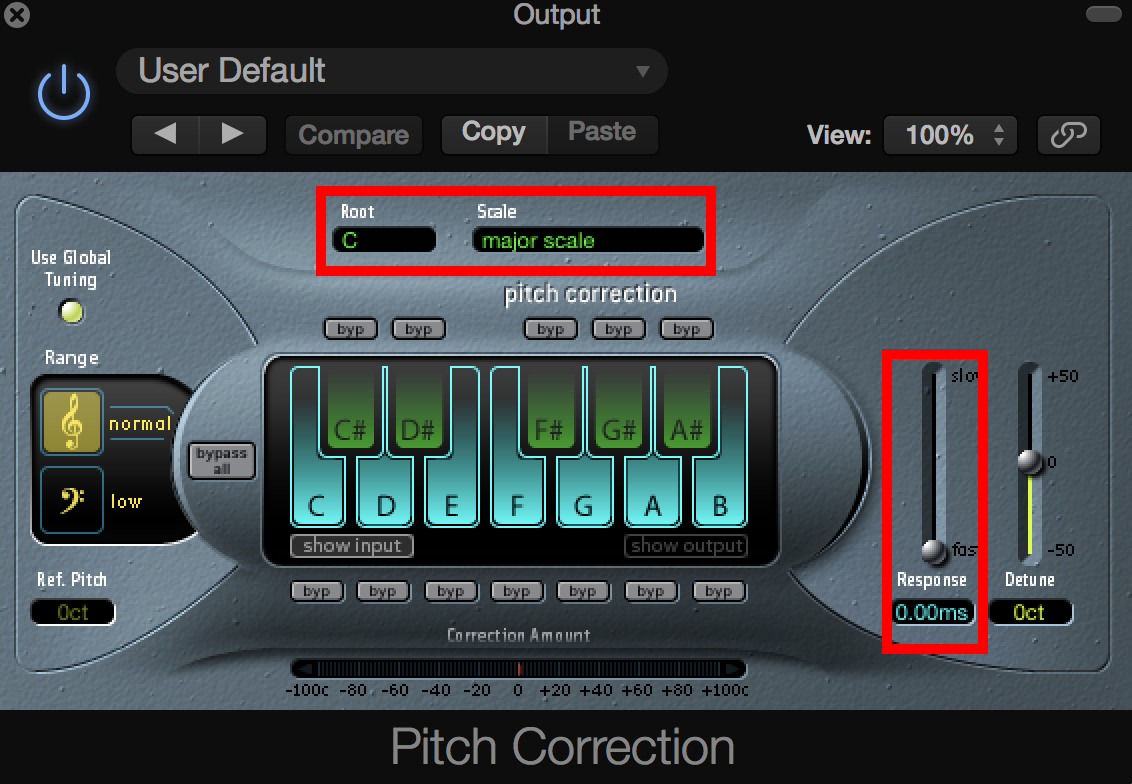 Output
User Default
Compare
Copy
Paste
View:
100%
Root
Scale
C
major scale
Use Global
Tuning
pitch correction
byp byp byp byp byp
Range
normal
low
bypass
all
C# D# F# G# A#
C D E F G A B
show input
show output
byp byp byp byp byp byp byp
Ref. Pitch
0ct
Correction Amount
-100c -80 -60 -40 -20 0 +20 +40 +60 +80 +100c
slow
fast
Response
0.00ms
+50
0
-50
Detune
0ct
Pitch Correction